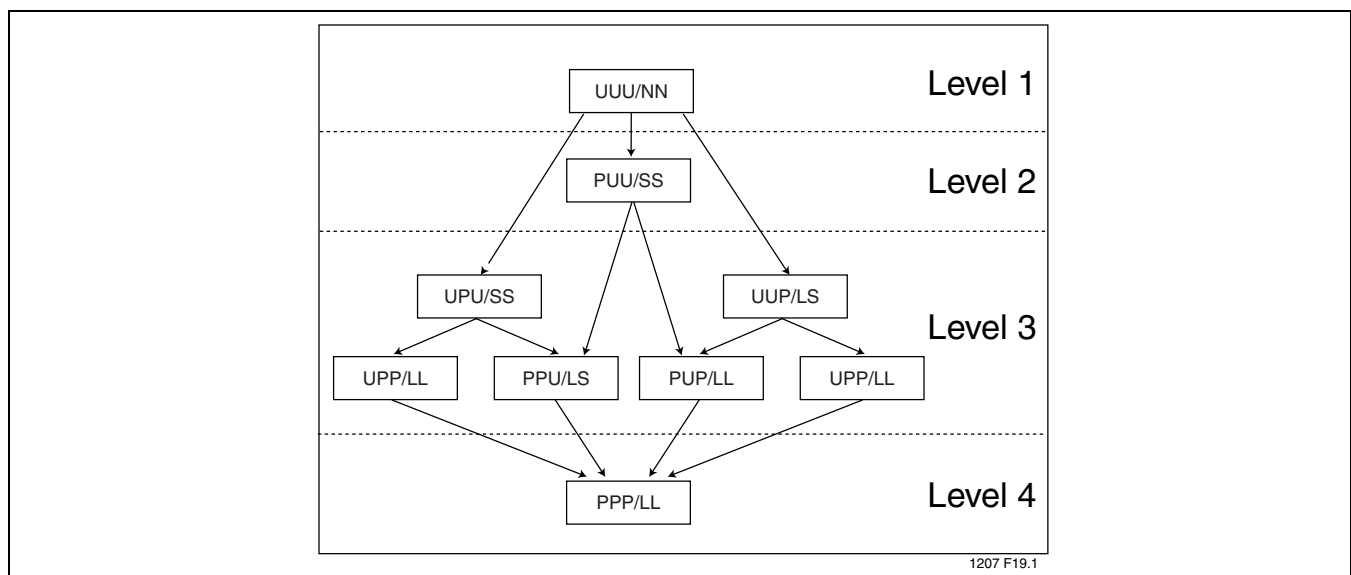 UUU/NN
Level 1
PUU/SS
Level 2
UPU/SS
UUP/LS
Level 3
UPP/LL
PPU/LS
PUP/LL
UPP/LL
PPP/LL
Level 4
1207 F19.1